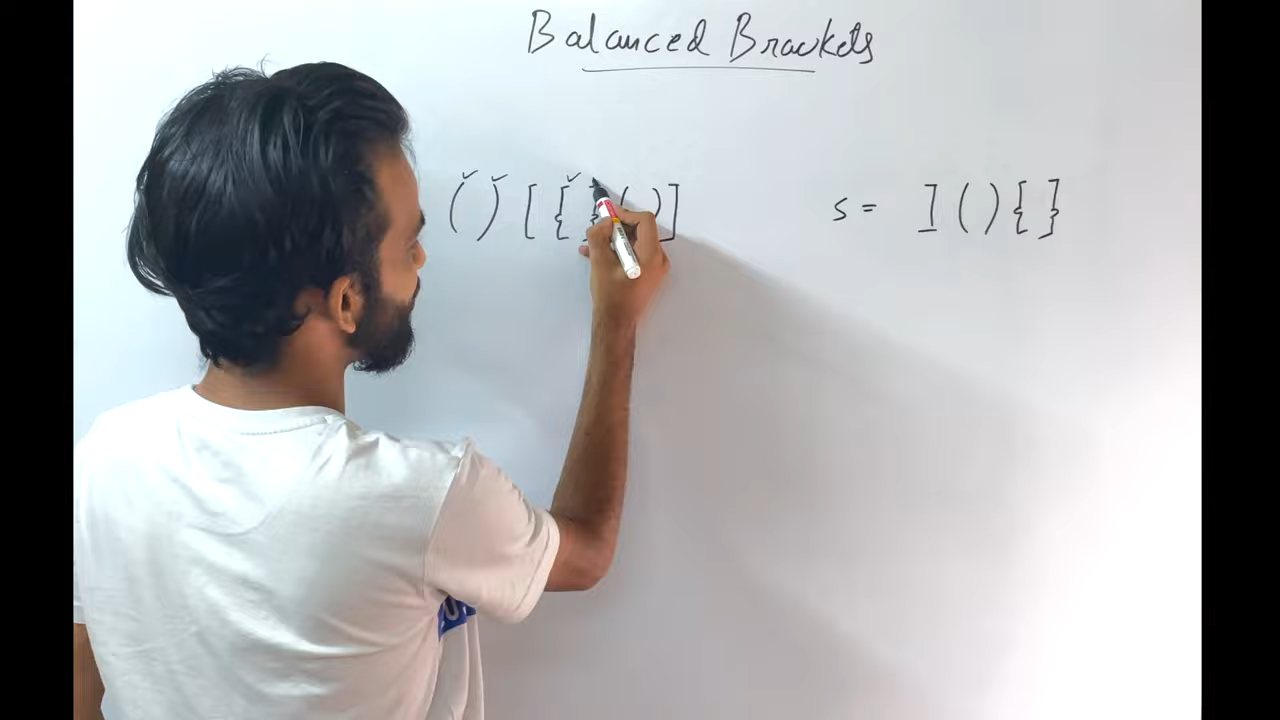 Balanced Brackets
( ) [ { } ( ) ]
s = ] ( ) { }